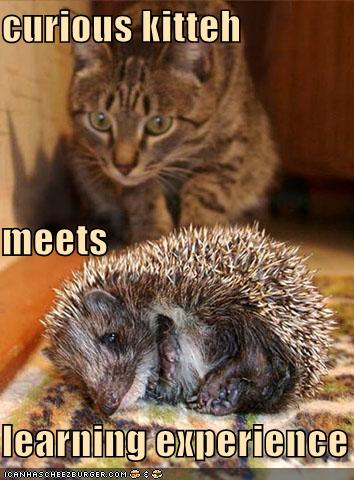 curious kitteh
meets
learning experience
ICANHASCHEEZBURGER.COM